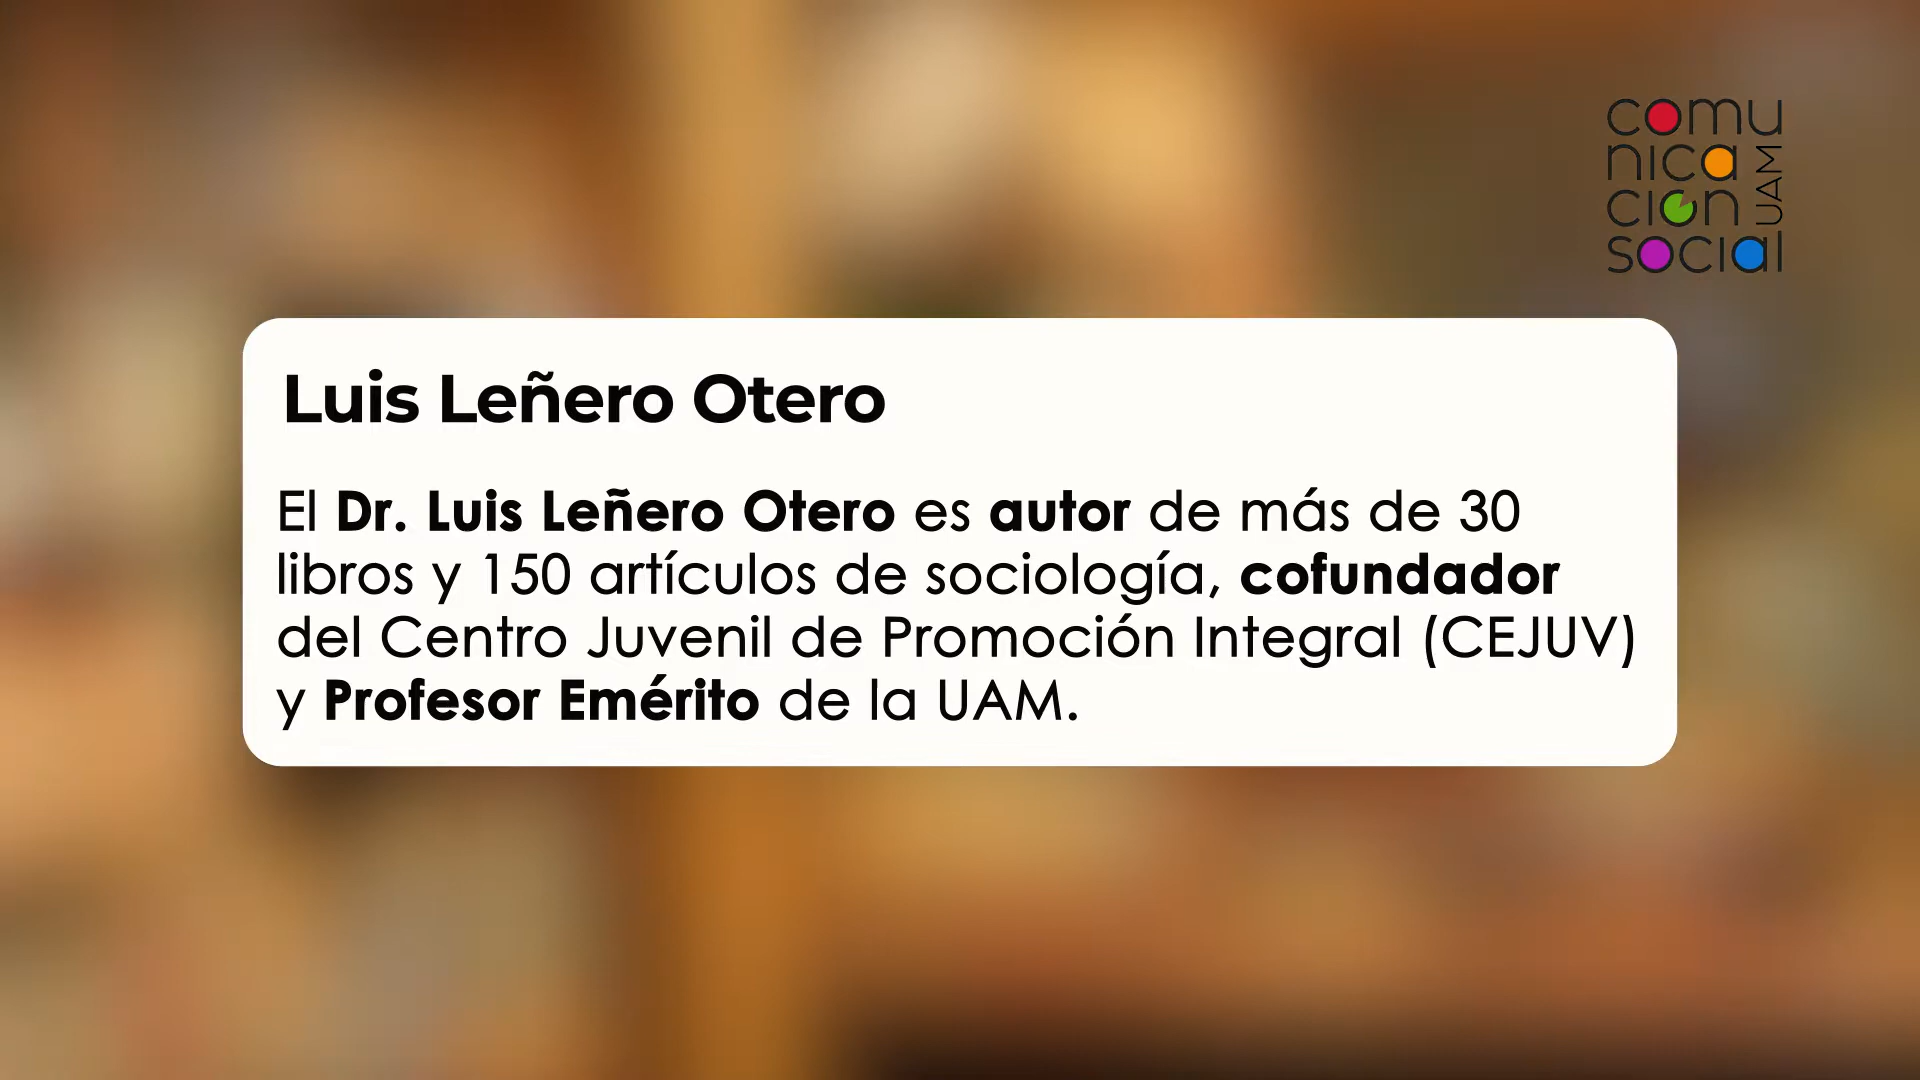 comu
nica
ción
social
UAM
Luis Leñero Otero
El Dr. Luis Leñero Otero es autor de más de 30
libros y 150 artículos de sociología, cofundador
del Centro Juvenil de Promoción Integral (CEJUV)
y Profesor Emérito de la UAM.